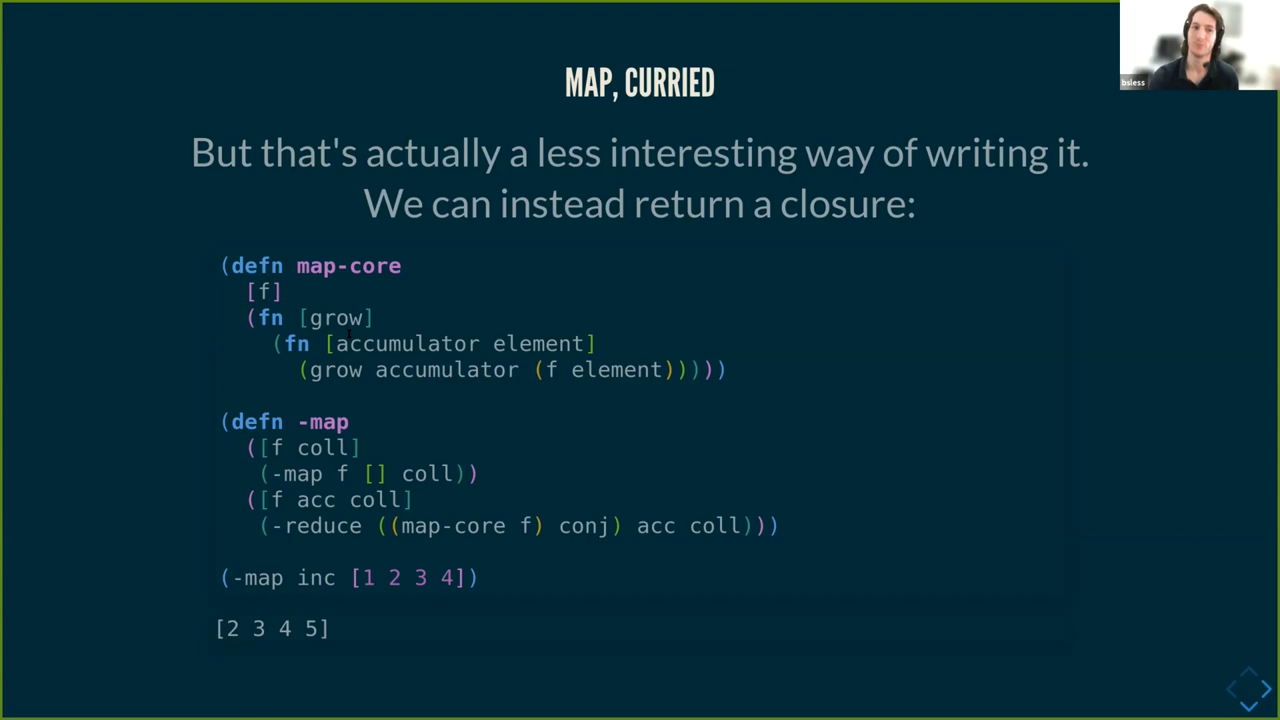 bsless
MAP, CURRIED
But that's actually a less interesting way of writing it.
We can instead return a closure:
(defn map-core
  [f]
  (fn [grow]
    (fn [accumulator element]
      (grow accumulator (f element)))))
(defn -map
  ([f coll]
   (-map f [] coll))
  ([f acc coll]
   (-reduce ((map-core f) conj) acc coll)))
(-map inc [1 2 3 4])
[2 3 4 5]